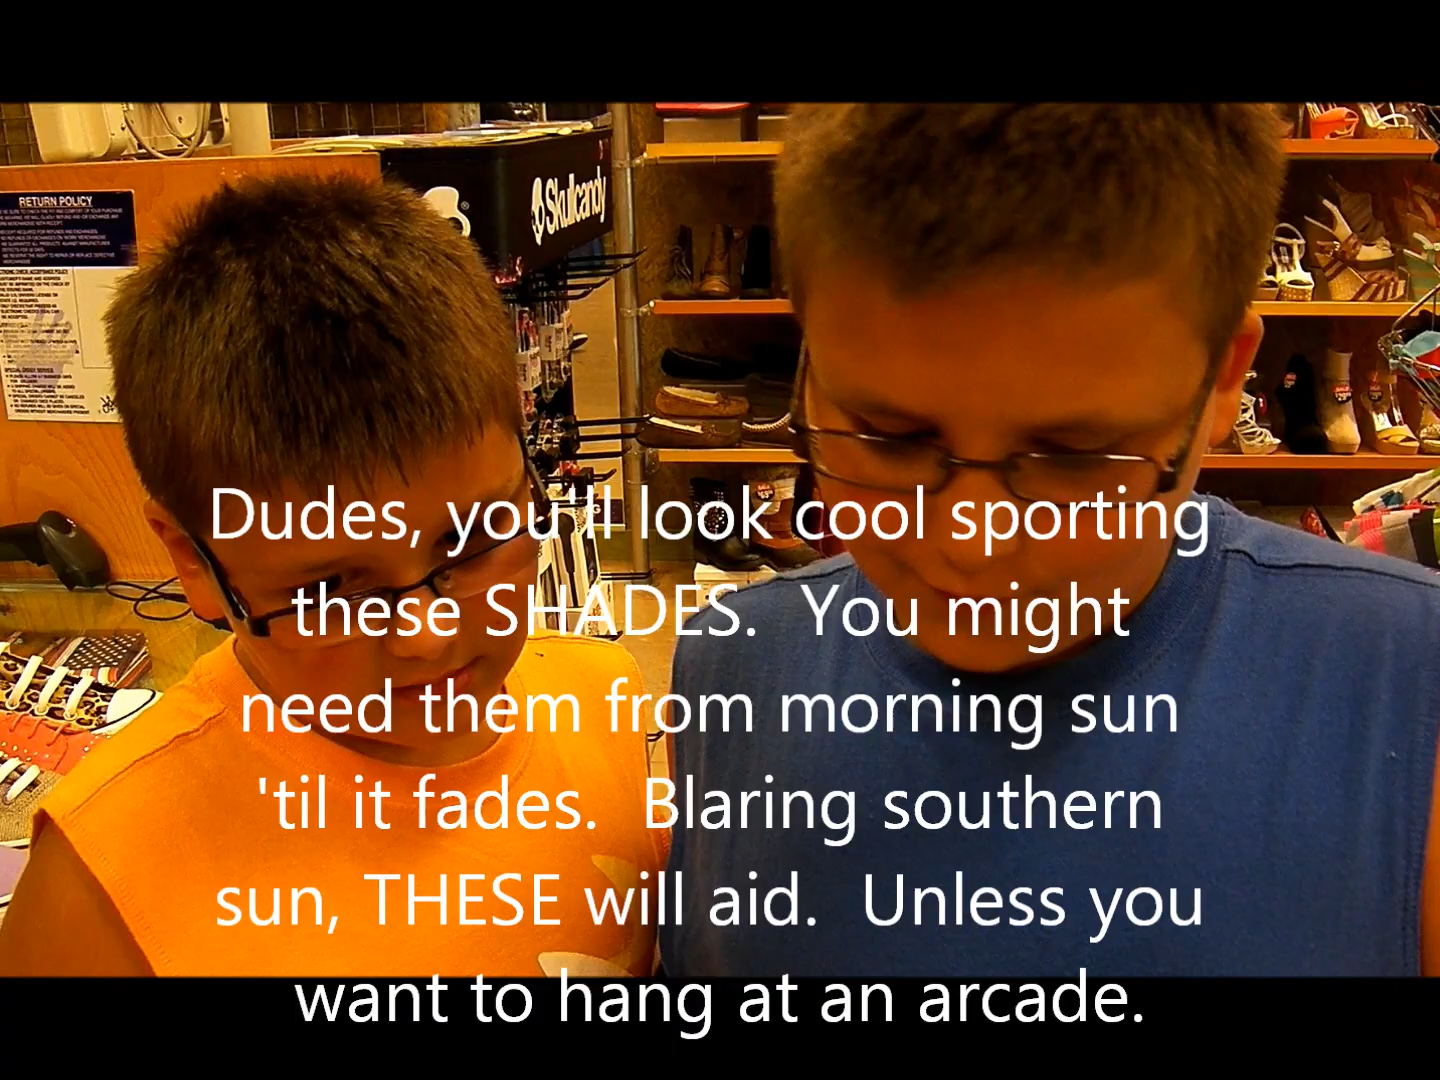 RETURN POLICY
Skullcandy
Dudes, you'll look cool sporting
these SHADES.  You might
need them from morning sun
'til it fades.  Blaring southern
sun, THESE will aid.  Unless you
want to hang at an arcade.